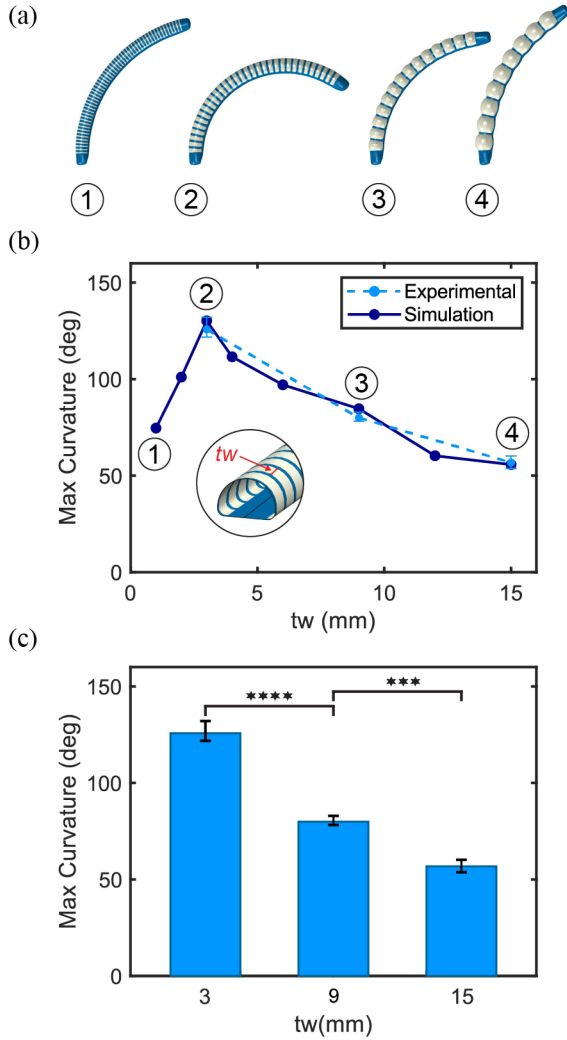 (a)
1 2 3 4
(b)
150
100
50
0
Max Curvature (deg)
1
2
3
4
Experimental
Simulation
tw
0 5 10 15
tw (mm)
(c)
150
100
50
0
Max Curvature (deg)
**** ***
3 9 15
tw(mm)